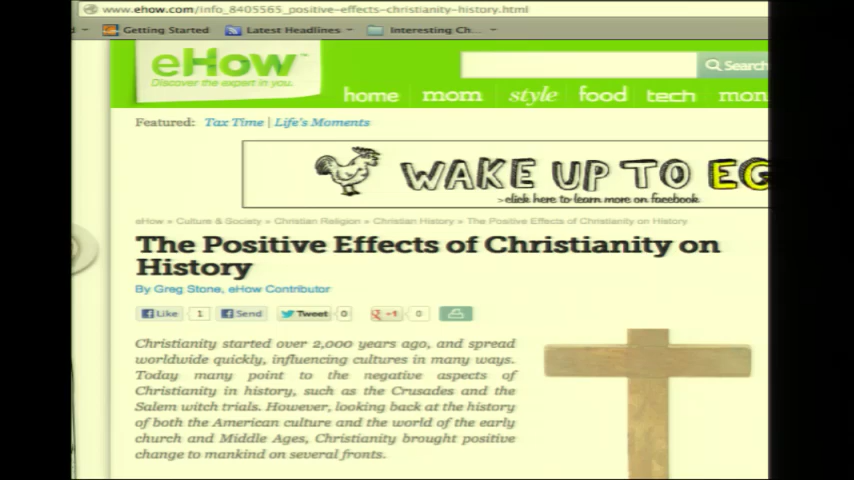 www.ehow.com/info_8405565_positive-effects-christianity-history.html
Getting Started Latest Headlines Interesting Ch...
eHow™
Discover the expert in you.
Search
home mom style food tech mon
Featured: Tax Time | Life's Moments
WAKE UP TO EG
>click here to learn more on facebook
eHow » Culture & Society » Christian Religion » Christian History » The Positive Effects of Christianity on History
The Positive Effects of Christianity on
History
By Greg Stone, eHow Contributor
Like 1 Send Tweet 0 +1 0
Christianity started over 2,000 years ago, and spread
worldwide quickly, influencing cultures in many ways.
Today many point to the negative aspects of
Christianity in history, such as the Crusades and the
Salem witch trials. However, looking back at the history
of both the American culture and the world of the early
church and Middle Ages, Christianity brought positive
change to mankind on several fronts.